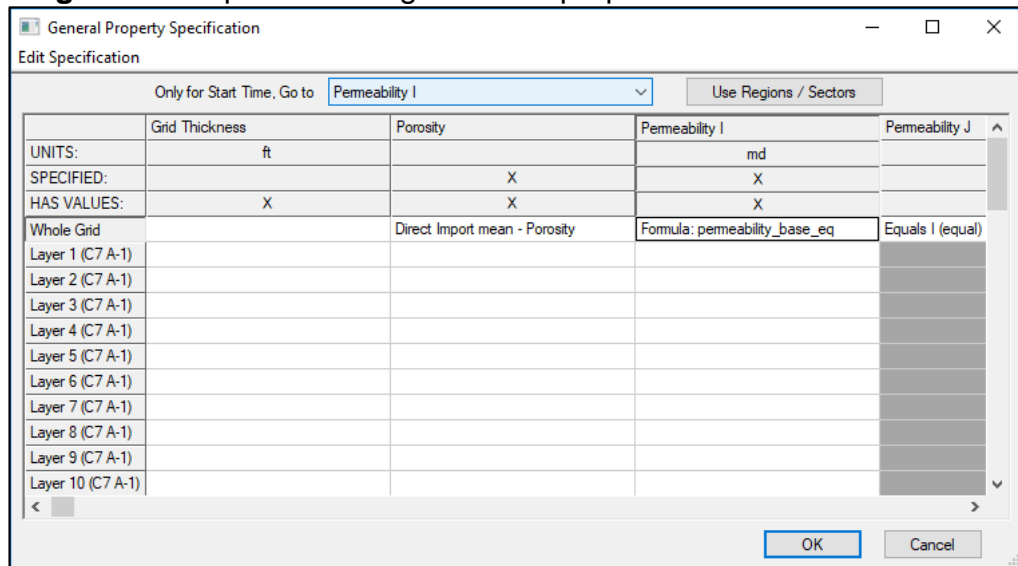 General Property Specification
Edit Specification
Only for Start Time, Go to Permeability I Use Regions / Sectors
Grid Thickness Porosity Permeability I Permeability J
UNITS: ft md
SPECIFIED: X X
HAS VALUES: X X X
Whole Grid Direct Import mean - Porosity Formula: permeability_base_eq Equals I (equal)
Layer 1 (C7 A-1)
Layer 2 (C7 A-1)
Layer 3 (C7 A-1)
Layer 4 (C7 A-1)
Layer 5 (C7 A-1)
Layer 6 (C7 A-1)
Layer 7 (C7 A-1)
Layer 8 (C7 A-1)
Layer 9 (C7 A-1)
Layer 10 (C7 A-1)
OK Cancel